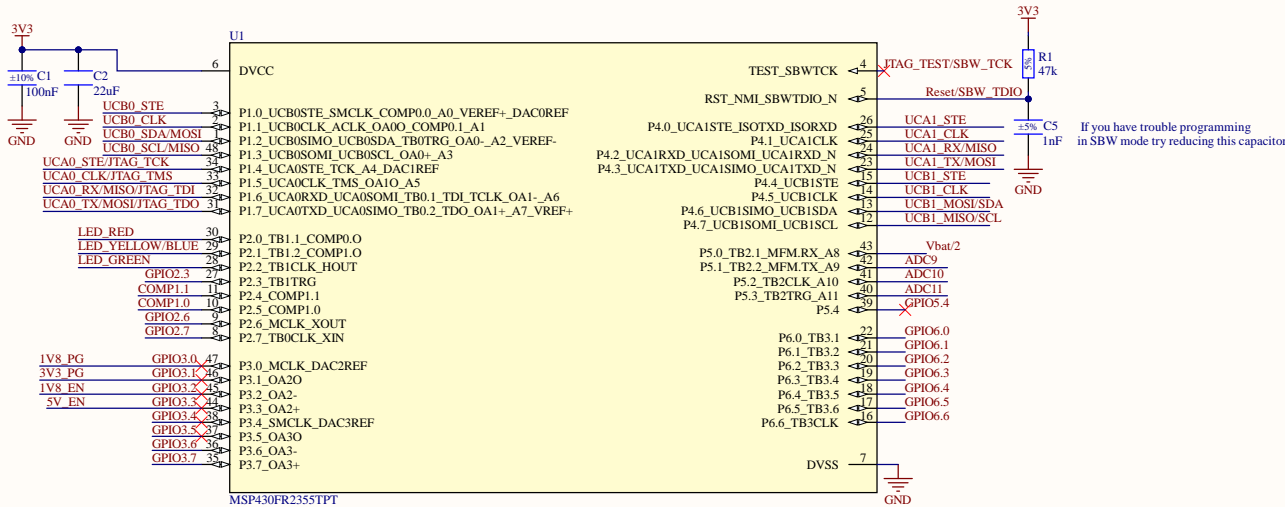 3V3
±10% C1
100nF
C2
22uF
GND
GND
U1
6 DVCC
UCB0_STE 3 P1.0_UCB0STE_SMCLK_COMP0.0_A0_VEREF+_DAC0REF
UCB0_CLK 2 P1.1_UCB0CLK_ACLK_OA0O_COMP0.1_A1
UCB0_SDA/MOSI 1 P1.2_UCB0SIMO_UCB0SDA_TB0TRG_OA0-_A2_VEREF-
UCB0_SCL/MISO 48 P1.3_UCB0SOMI_UCB0SCL_OA0+_A3
UCA0_STE/JTAG_TCK 34 P1.4_UCA0STE_TCK_A4_DAC1REF
UCA0_CLK/JTAG_TMS 33 P1.5_UCA0CLK_TMS_OA1O_A5
UCA0_RX/MISO/JTAG_TDI 32 P1.6_UCA0RXD_UCA0SOMI_TB0.1_TDI_TCLK_OA1-_A6
UCA0_TX/MOSI/JTAG_TDO 31 P1.7_UCA0TXD_UCA0SIMO_TB0.2_TDO_OA1+_A7_VREF+
LED_RED 30 P2.0_TB1.1_COMP0.O
LED_YELLOW/BLUE 29 P2.1_TB1.2_COMP1.O
LED_GREEN 28 P2.2_TB1CLK_HOUT
GPIO2.3 27 P2.3_TB1TRG
COMP1.1 11 P2.4_COMP1.1
COMP1.0 10 P2.5_COMP1.0
GPIO2.6 9 P2.6_MCLK_XOUT
GPIO2.7 8 P2.7_TB0CLK_XIN
1V8_PG GPIO3.0 47 P3.0_MCLK_DAC2REF
3V3_PG GPIO3.1 46 P3.1_OA2O
1V8_EN GPIO3.2 45 P3.2_OA2-
5V_EN GPIO3.3 44 P3.3_OA2+
GPIO3.4 38 P3.4_SMCLK_DAC3REF
GPIO3.5 37 P3.5_OA3O
GPIO3.6 36 P3.6_OA3-
GPIO3.7 35 P3.7_OA3+
MSP430FR2355TPT
TEST_SBWTCK 4 JTAG_TEST/SBW_TCK
RST_NMI_SBWTDIO_N 5 Reset/SBW_TDIO
P4.0_UCA1STE_ISOTXD_ISORXD 26 UCA1_STE
P4.1_UCA1CLK 25 UCA1_CLK
P4.2_UCA1RXD_UCA1SOMI_UCA1RXD_N 24 UCA1_RX/MISO
P4.3_UCA1TXD_UCA1SIMO_UCA1TXD_N 23 UCA1_TX/MOSI
P4.4_UCB1STE 15 UCB1_STE
P4.5_UCB1CLK 14 UCB1_CLK
P4.6_UCB1SIMO_UCB1SDA 13 UCB1_MOSI/SDA
P4.7_UCB1SOMI_UCB1SCL 12 UCB1_MISO/SCL
P5.0_TB2.1_MFM.RX_A8 43 Vbat/2
P5.1_TB2.2_MFM.TX_A9 42 ADC9
P5.2_TB2CLK_A10 41 ADC10
P5.3_TB2TRG_A11 40 ADC11
P5.4 39 GPIO5.4
P6.0_TB3.1 22 GPIO6.0
P6.1_TB3.2 21 GPIO6.1
P6.2_TB3.3 20 GPIO6.2
P6.3_TB3.4 19 GPIO6.3
P6.4_TB3.5 18 GPIO6.4
P6.5_TB3.6 17 GPIO6.5
P6.6_TB3CLK 16 GPIO6.6
DVSS 7
GND
3V3
5% R1
47k
±5% C5
1nF
GND
If you have trouble programming
in SBW mode try reducing this capacitor